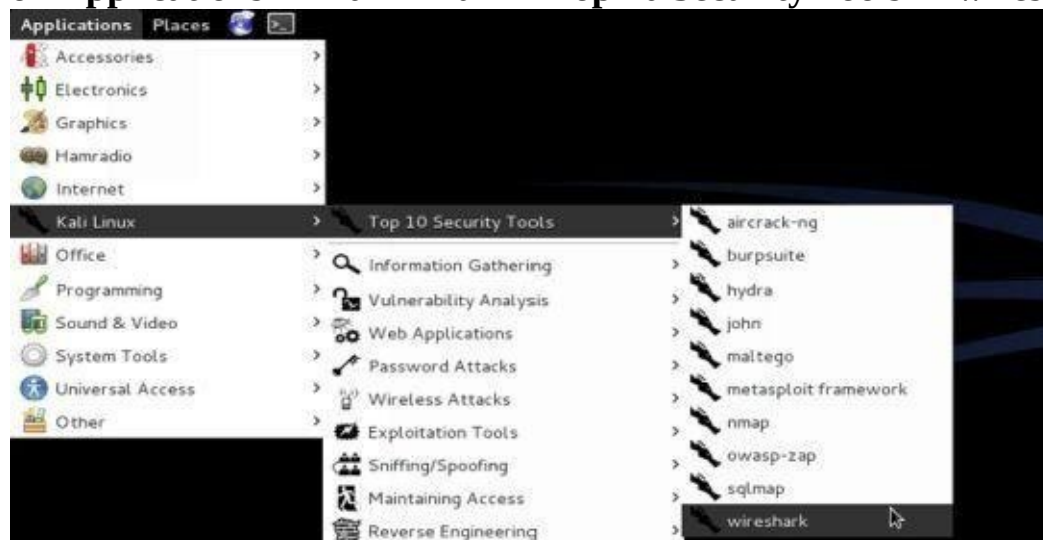 Applications Places
Accessories
Electronics
Graphics
Hamradio
Internet
Kali Linux
Office
Programming
Sound & Video
System Tools
Universal Access
Other
Top 10 Security Tools
Information Gathering
Vulnerability Analysis
Web Applications
Password Attacks
Wireless Attacks
Exploitation Tools
Sniffing/Spoofing
Maintaining Access
Reverse Engineering
aircrack-ng
burpsuite
hydra
john
maltego
metasploit framework
nmap
owasp-zap
sqlmap
wireshark